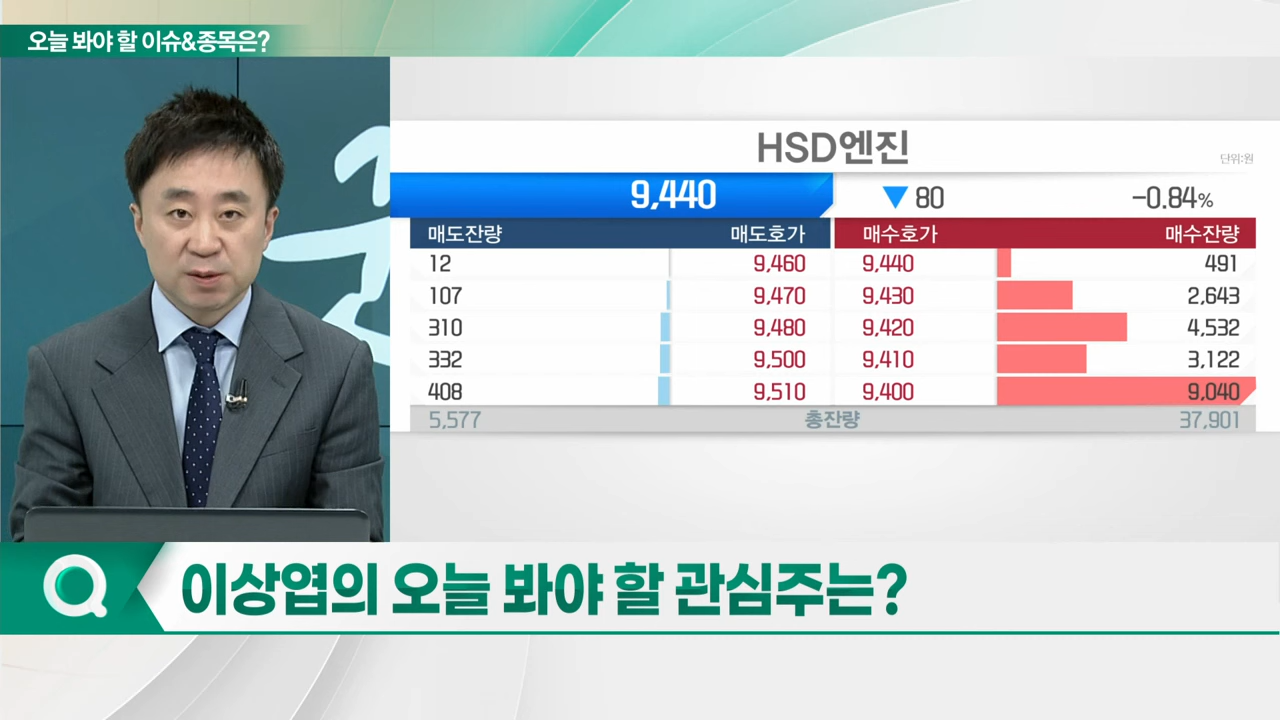 오늘 봐야 할 이슈&종목은?
HSD엔진
단위:원
9,440 ▼80 -0.84%
매도잔량 매도호가 매수호가 매수잔량
12 9,460 9,440 491
107 9,470 9,430 2,643
310 9,480 9,420 4,532
332 9,500 9,410 3,122
408 9,510 9,400 9,040
5,577 총잔량 37,901
이상엽의 오늘 봐야 할 관심주는?